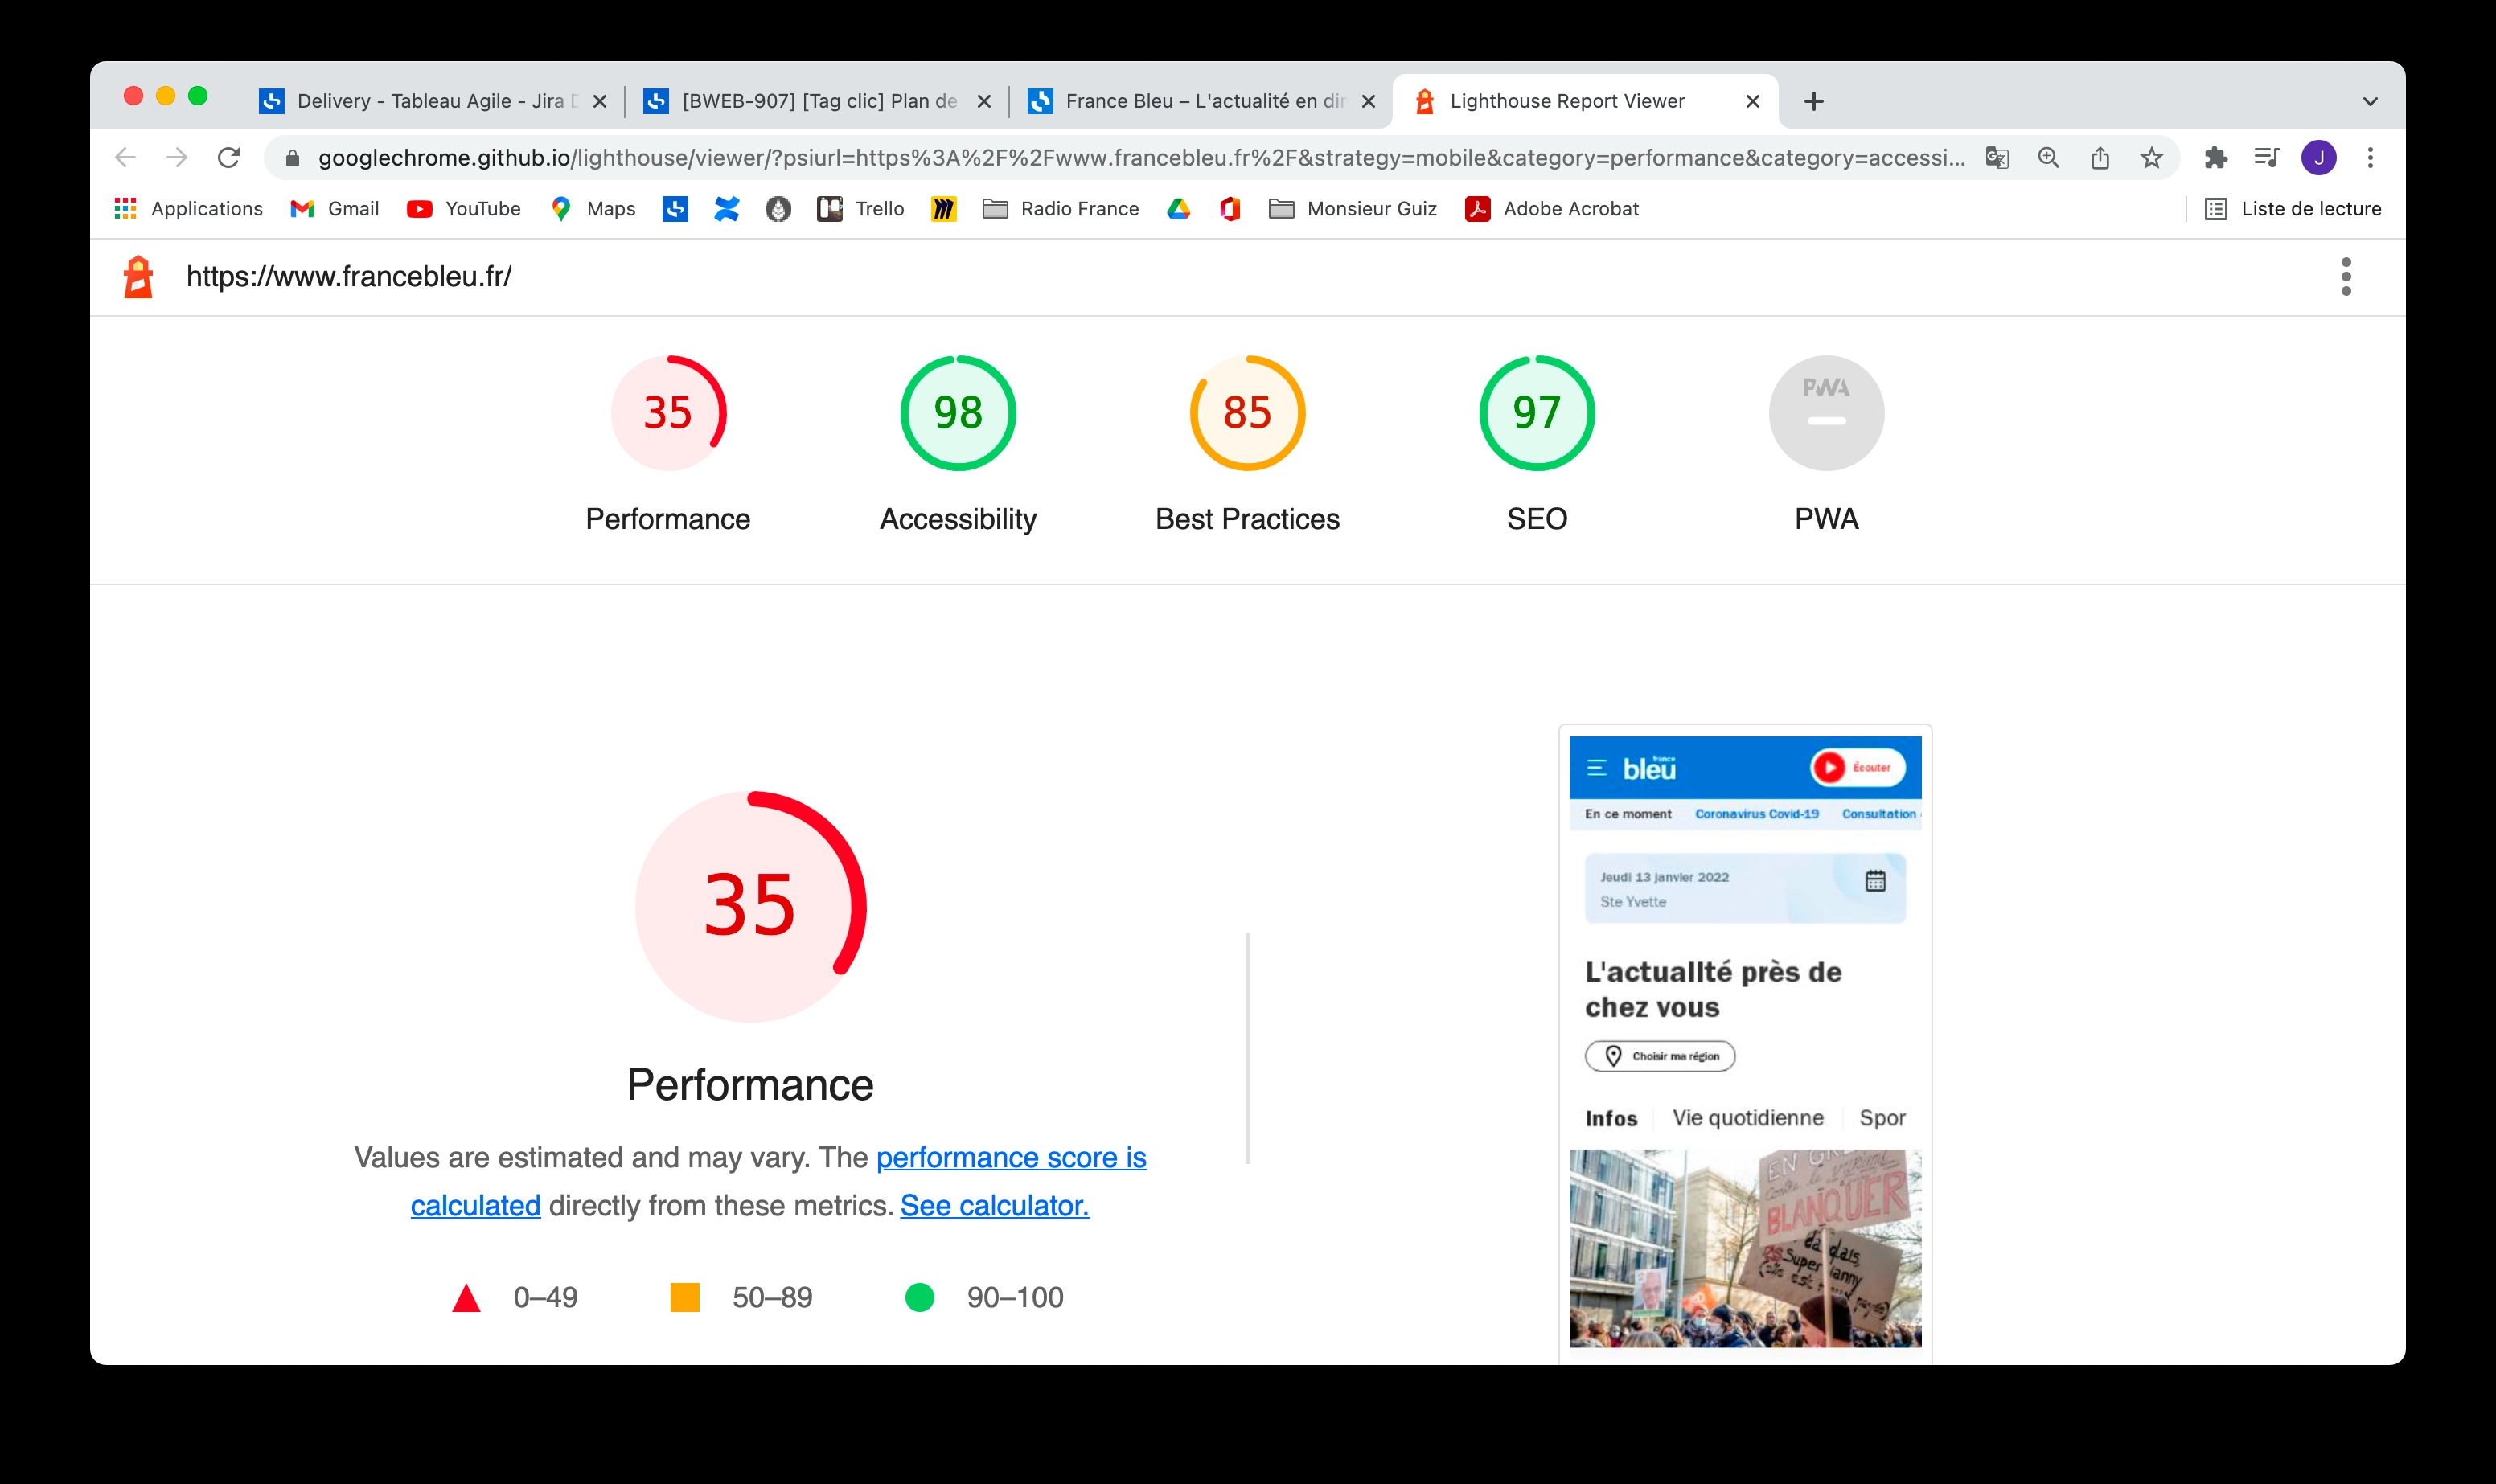 Delivery - Tableau Agile - Jira
[BWEB-907] [Tag clic] Plan de
France Bleu – L'actualité en dir
Lighthouse Report Viewer
googlechrome.github.io/lighthouse/viewer/?psiurl=https%3A%2F%2Fwww.francebleu.fr%2F&strategy=mobile&category=performance&category=accessi...
J
Applications
Gmail
YouTube
Maps
Trello
Radio France
Monsieur Guiz
Adobe Acrobat
Liste de lecture
https://www.francebleu.fr/
35
98
85
97
PWA
Performance
Accessibility
Best Practices
SEO
PWA
35
Performance
Values are estimated and may vary. The performance score is
calculated directly from these metrics. See calculator.
0–49
50–89
90–100
france
bleu
Écouter
En ce moment
Coronavirus Covid-19
Consultation
Jeudi 13 janvier 2022
Ste Yvette
L'actualité près de
chez vous
Choisir ma région
Infos
Vie quotidienne
Spor
EN
BLANQUER
Super